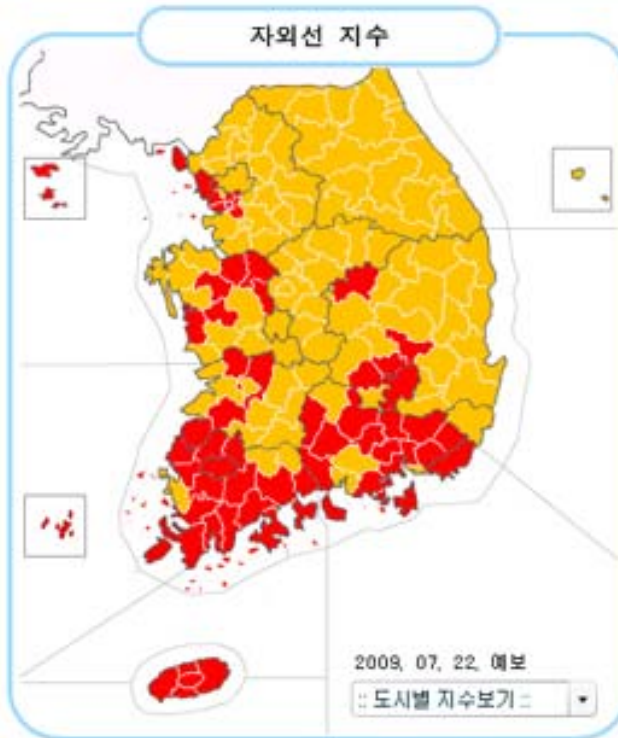 자외선 지수
2009, 07, 22, 예보
:: 도시별 지수보기 ::